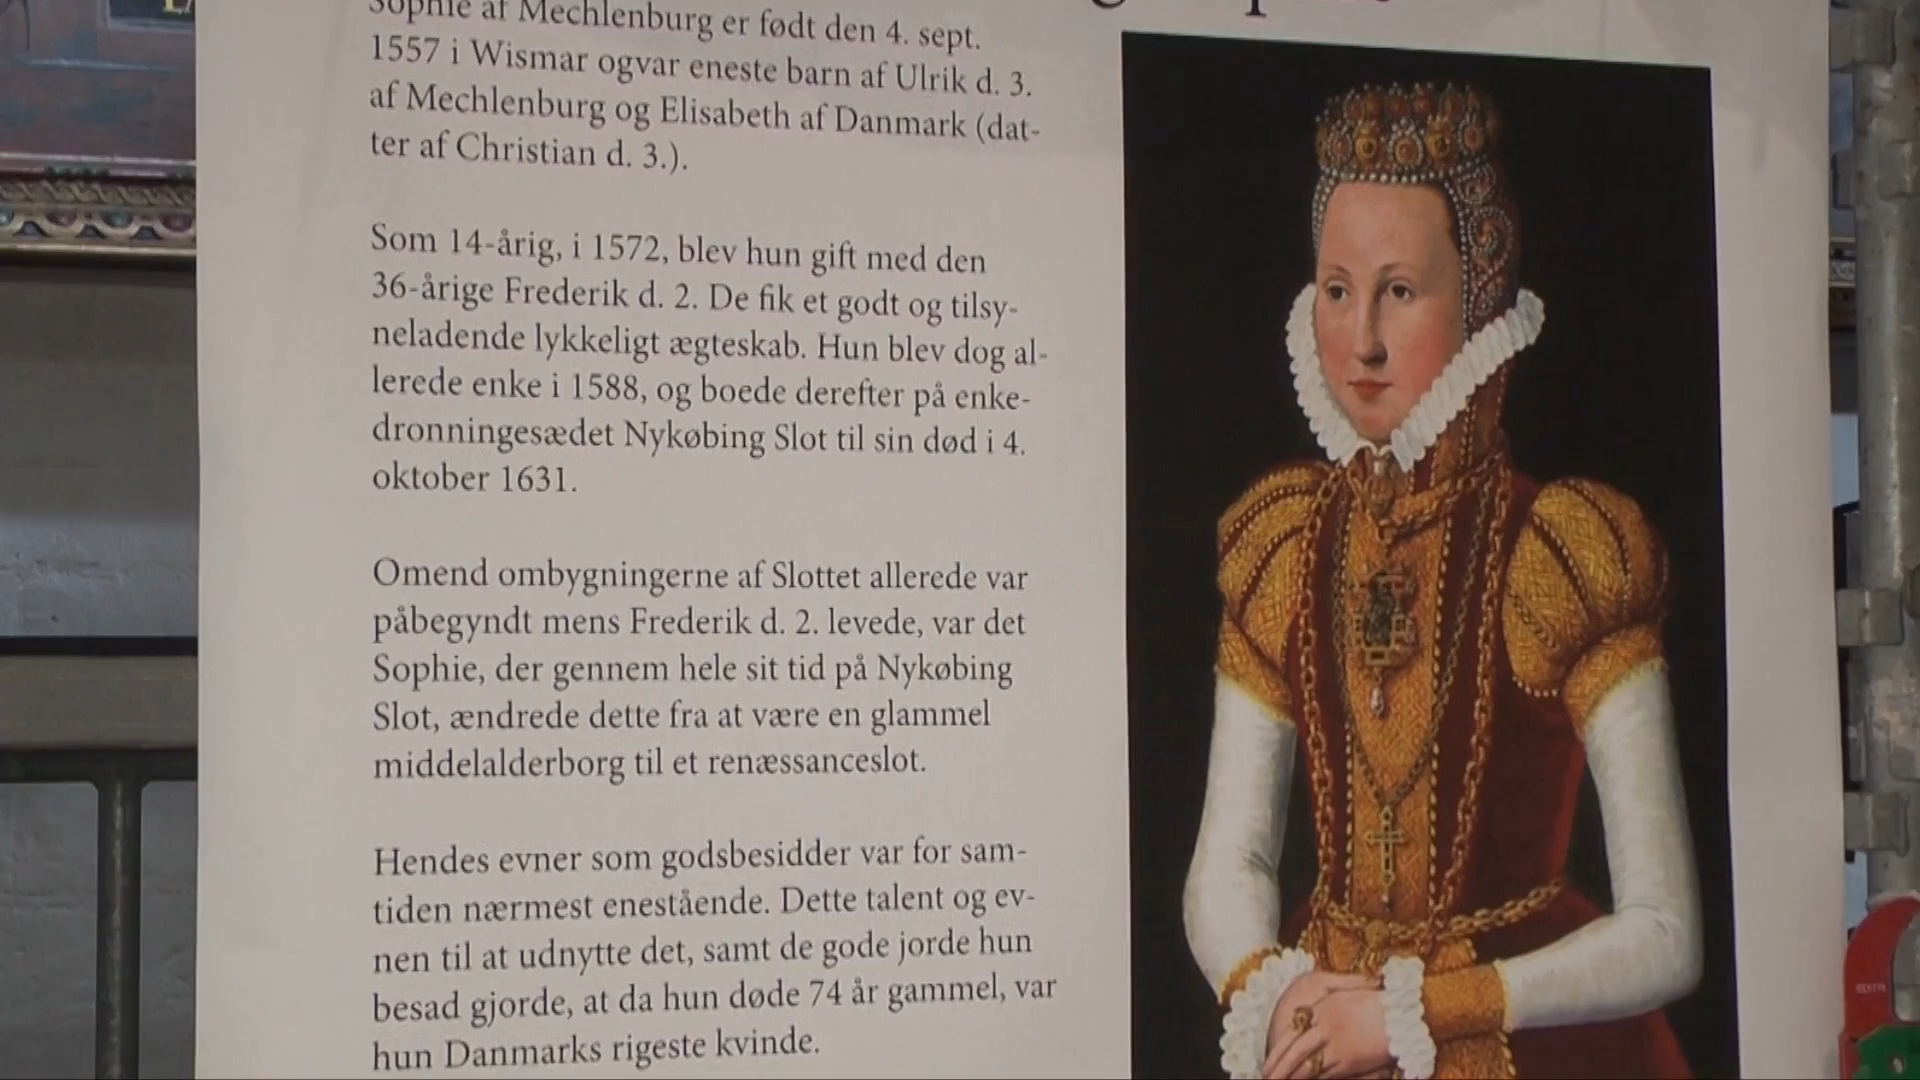 Sophie af Mechlenburg er født den 4. sept.
1557 i Wismar ogvar eneste barn af Ulrik d. 3.
af Mechlenburg og Elisabeth af Danmark (dat-
ter af Christian d. 3.).
Som 14-årig, i 1572, blev hun gift med den
36-årige Frederik d. 2. De fik et godt og tilsy-
neladende lykkeligt ægteskab. Hun blev dog al-
lerede enke i 1588, og boede derefter på enke-
dronningesædet Nykøbing Slot til sin død i 4.
oktober 1631.
Omend ombygningerne af Slottet allerede var
påbegyndt mens Frederik d. 2. levede, var det
Sophie, der gennem hele sit tid på Nykøbing
Slot, ændrede dette fra at være en glammel
middelalderborg til et renæssanceslot.
Hendes evner som godsbesidder var for sam-
tiden nærmest enestående. Dette talent og ev-
nen til at udnytte det, samt de gode jorde hun
besad gjorde, at da hun døde 74 år gammel, var
hun Danmarks rigeste kvinde.